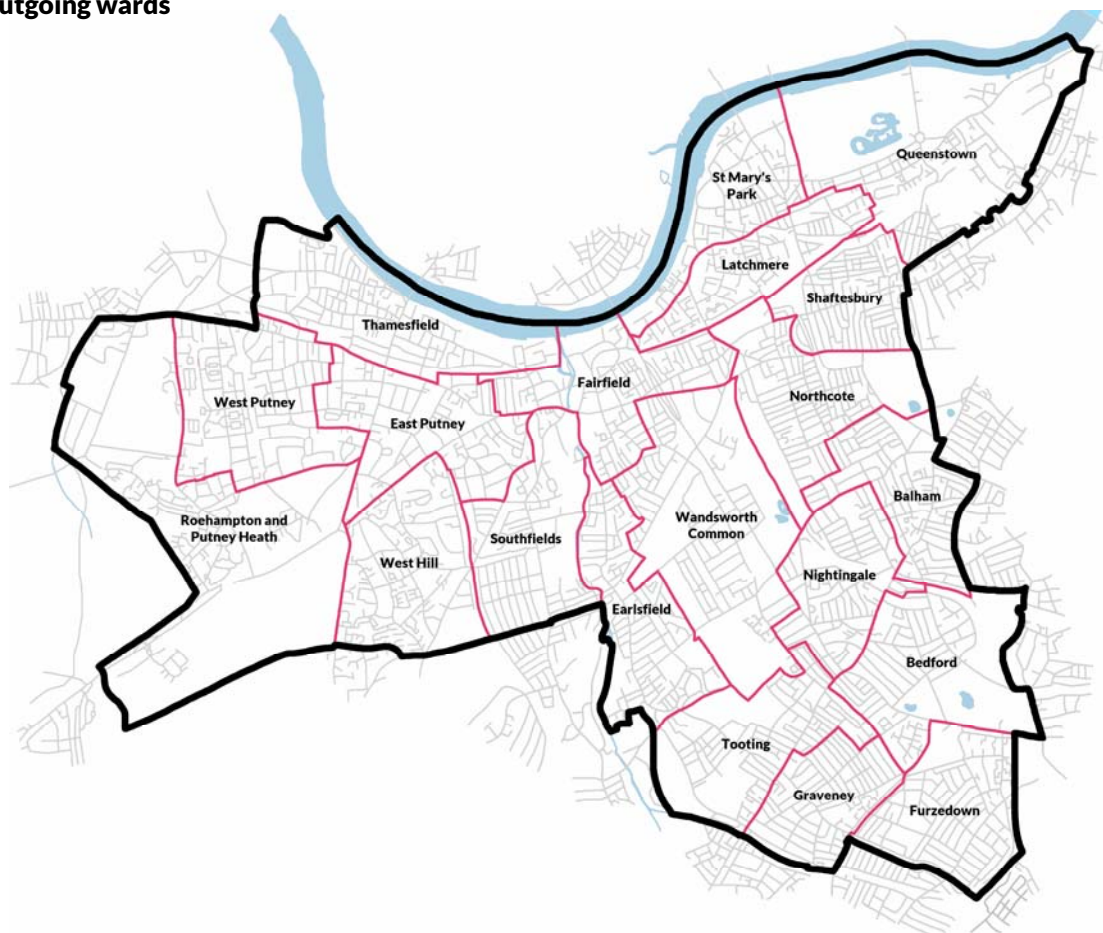 utgoing wards
Queenstown
St Mary's
Park
Latchmere
Shaftesbury
Thamesfield
Fairfield
West Putney
Northcote
East Putney
Balham
Roehampton and
Putney Heath
Wandsworth
Common
Southfields
West Hill
Nightingale
Earlsfield
Bedford
Tooting
Graveney
Furzedown